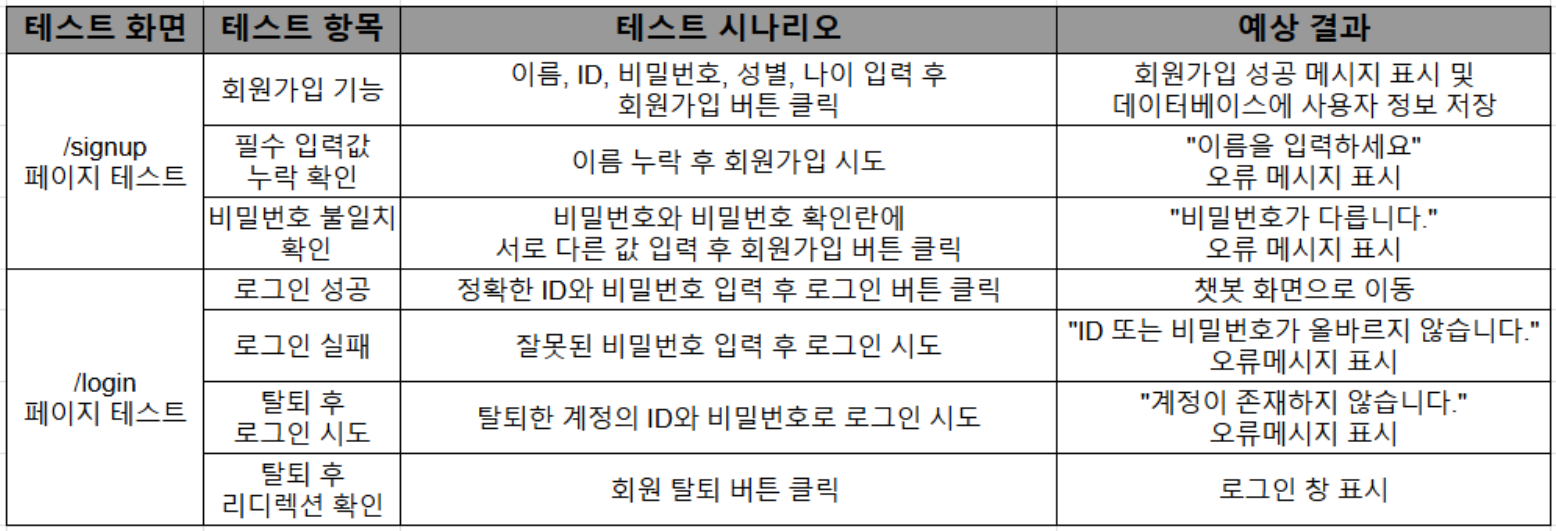 테스트 화면 테스트 항목 테스트 시나리오 예상 결과
/signup
페이지 테스트
회원가입 기능
이름, ID, 비밀번호, 성별, 나이 입력 후
회원가입 버튼 클릭
회원가입 성공 메시지 표시 및
데이터베이스에 사용자 정보 저장
필수 입력값
누락 확인
이름 누락 후 회원가입 시도
"이름을 입력하세요"
오류 메시지 표시
비밀번호 불일치
확인
비밀번호와 비밀번호 확인란에
서로 다른 값 입력 후 회원가입 버튼 클릭
"비밀번호가 다릅니다."
오류 메시지 표시
/login
페이지 테스트
로그인 성공
정확한 ID와 비밀번호 입력 후 로그인 버튼 클릭
챗봇 화면으로 이동
로그인 실패
잘못된 비밀번호 입력 후 로그인 시도
"ID 또는 비밀번호가 올바르지 않습니다."
오류메시지 표시
탈퇴 후
로그인 시도
탈퇴한 계정의 ID와 비밀번호로 로그인 시도
"계정이 존재하지 않습니다."
오류메시지 표시
탈퇴 후
리디렉션 확인
회원 탈퇴 버튼 클릭
로그인 창 표시